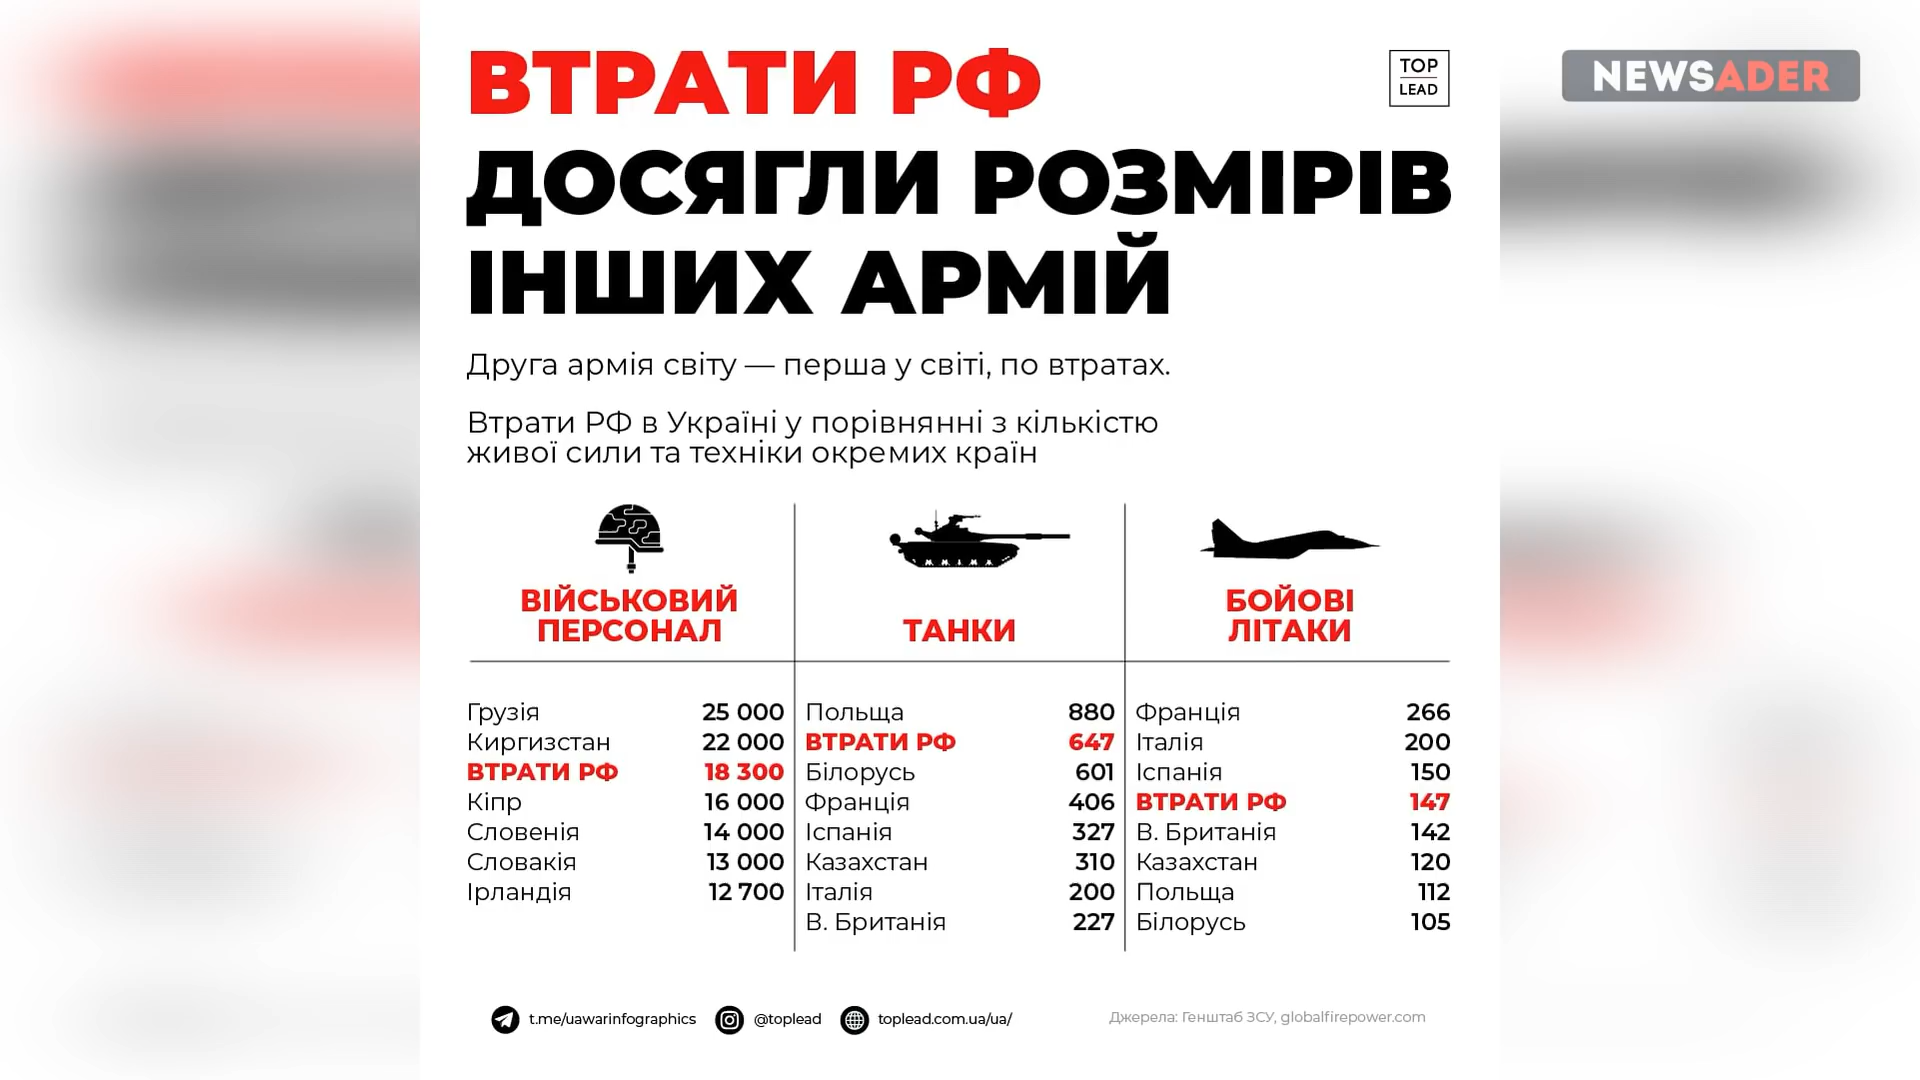 ВТРАТИ РФ
ДОСЯГЛИ РОЗМІРІВ
ІНШИХ АРМІЙ
TOP
LEAD
NEWSADER
Друга армія світу — перша у світі, по втратах.
Втрати РФ в Україні у порівнянні з кількістю
живої сили та техніки окремих країн
ВІЙСЬКОВИЙ
ПЕРСОНАЛ
Грузія 25 000
Киргизстан 22 000
ВТРАТИ РФ 18 300
Кіпр 16 000
Словенія 14 000
Словакія 13 000
Ірландія 12 700
ТАНКИ
Польща 880
ВТРАТИ РФ 647
Білорусь 601
Франція 406
Іспанія 327
Казахстан 310
Італія 200
В. Британія 227
БОЙОВІ
ЛІТАКИ
Франція 266
Італія 200
Іспанія 150
ВТРАТИ РФ 147
В. Британія 142
Казахстан 120
Польща 112
Білорусь 105
t.me/uawarinfographics
@toplead
toplead.com.ua/ua/
Джерела: Генштаб ЗСУ, globalfirepower.com